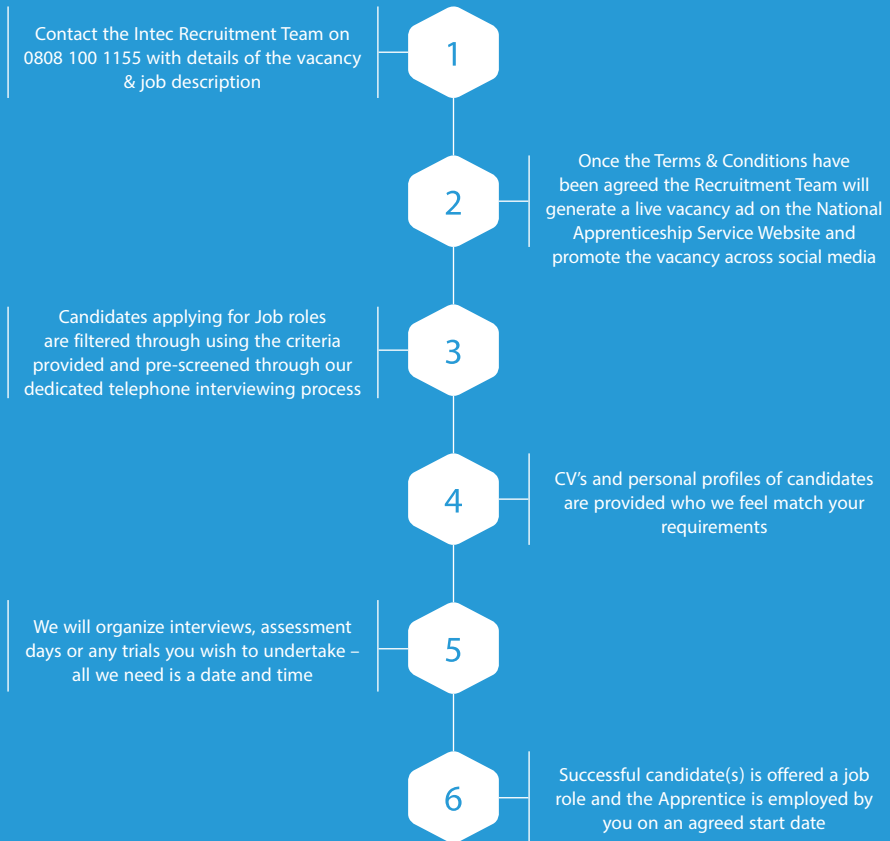 Contact the Intec Recruitment Team on
0808 100 1155 with details of the vacancy
& job description
1
2
Once the Terms & Conditions have
been agreed the Recruitment Team will
generate a live vacancy ad on the National
Apprenticeship Service Website and
promote the vacancy across social media
Candidates applying for Job roles
are filtered through using the criteria
provided and pre-screened through our
dedicated telephone interviewing process
3
4
CV's and personal profiles of candidates
are provided who we feel match your
requirements
We will organize interviews, assessment
days or any trials you wish to undertake –
all we need is a date and time
5
6
Successful candidate(s) is offered a job
role and the Apprentice is employed by
you on an agreed start date